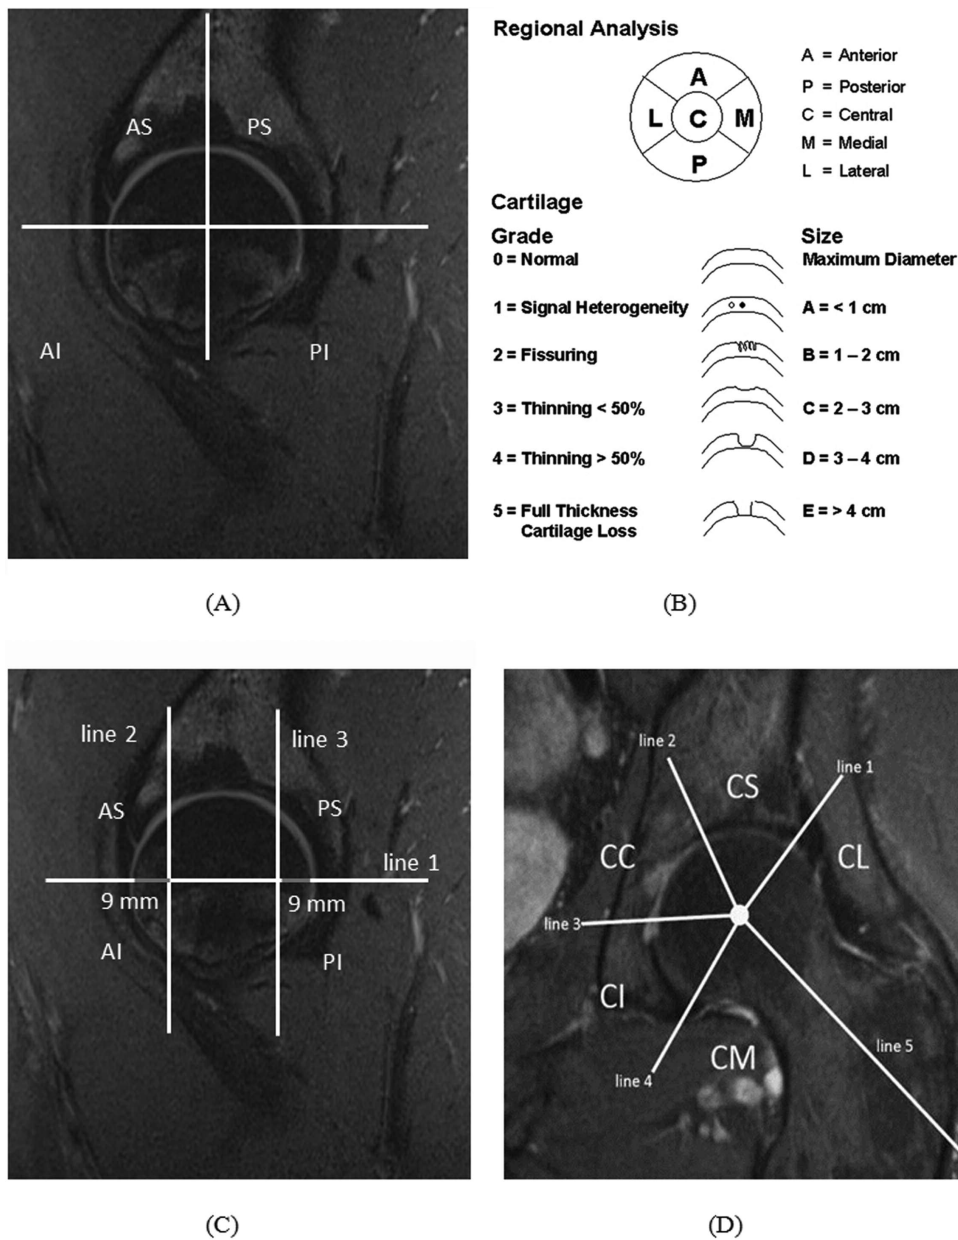 AS
PS
AI
PI
(A)
Regional Analysis
A
L
C
M
P
A = Anterior
P = Posterior
C = Central
M = Medial
L = Lateral
Cartilage
Grade
Size
0 = Normal
Maximum Diameter
1 = Signal Heterogeneity
A = < 1 cm
2 = Fissuring
B = 1 – 2 cm
3 = Thinning < 50%
C = 2 – 3 cm
4 = Thinning > 50%
D = 3 – 4 cm
5 = Full Thickness
Cartilage Loss
E = > 4 cm
(B)
line 2
line 3
AS
PS
line 1
9 mm
9 mm
AI
PI
(C)
line 2
line 1
CS
CC
CL
line 3
CI
CM
line 5
line 4
(D)